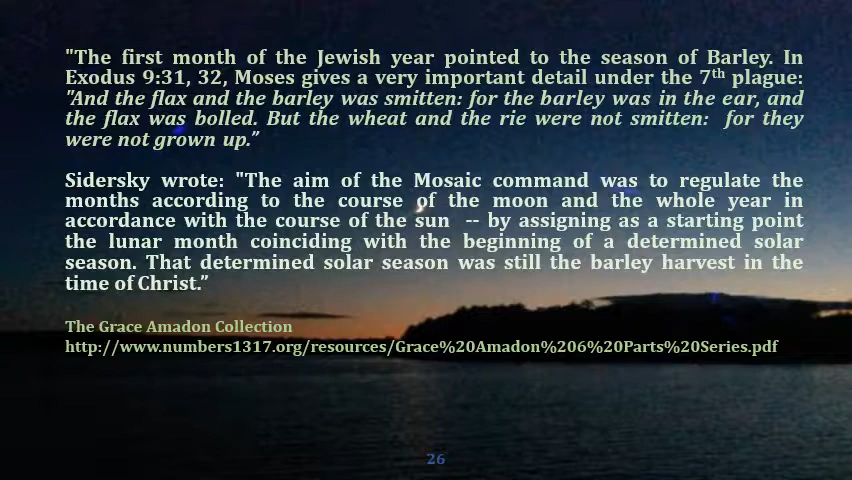 "The first month of the Jewish year pointed to the season of Barley. In
Exodus 9:31, 32, Moses gives a very important detail under the 7th plague:
"And the flax and the barley was smitten: for the barley was in the ear, and
the flax was bolled. But the wheat and the rie were not smitten: for they
were not grown up."
Sidersky wrote: "The aim of the Mosaic command was to regulate the
months according to the course of the moon and the whole year in
accordance with the course of the sun -- by assigning as a starting point
the lunar month coinciding with the beginning of a determined solar
season. That determined solar season was still the barley harvest in the
time of Christ."
The Grace Amadon Collection
http://www.numbers1317.org/resources/Grace%20Amadon%206%20Parts%20Series.pdf
26